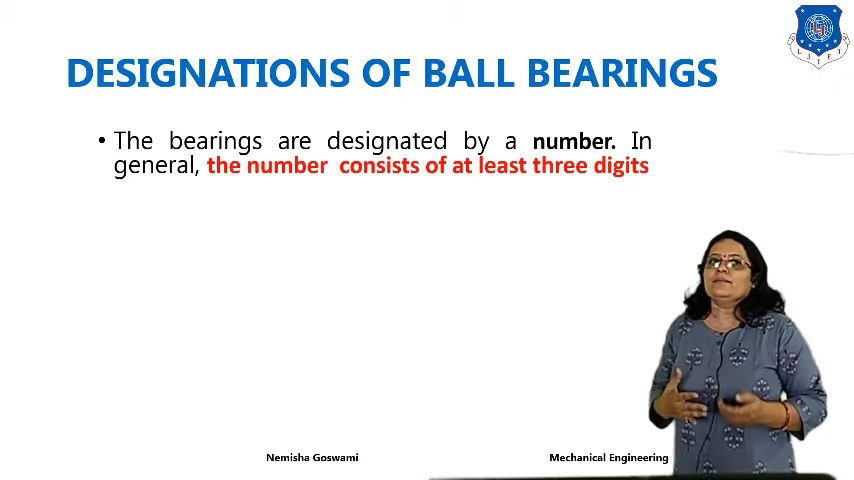 DESIGNATIONS OF BALL BEARINGS
• The bearings are designated by a number. In
general, the number consists of at least three digits
Nemisha Goswami
Mechanical Engineering
L J I E T